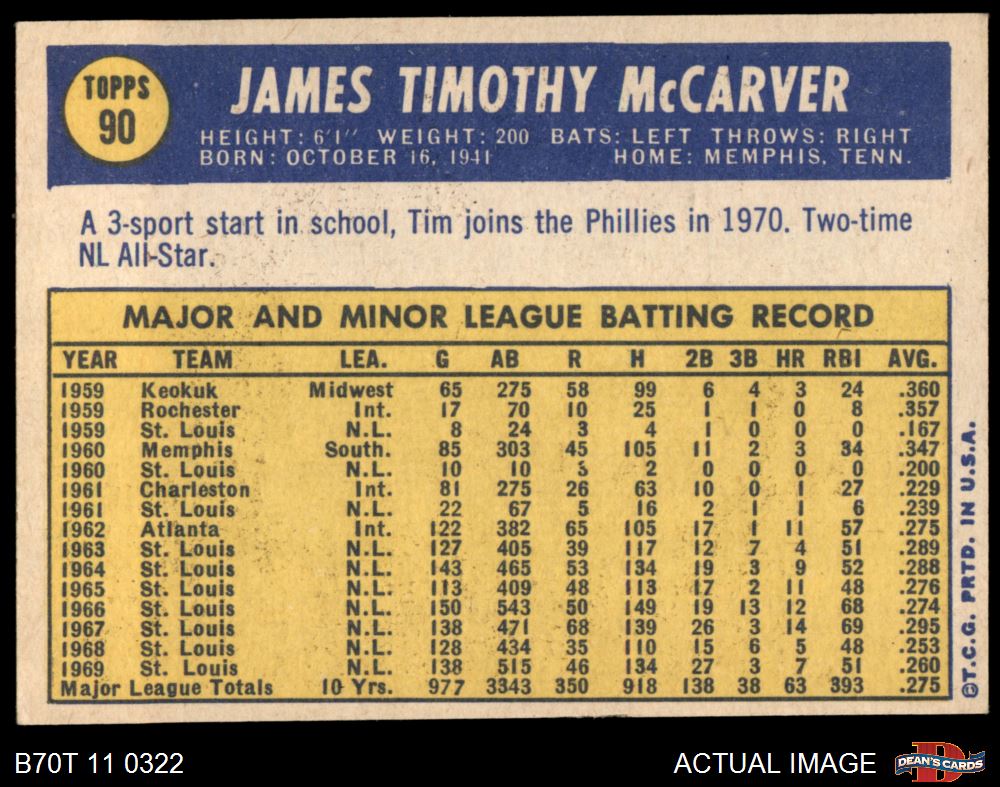 TOPPS
90
JAMES TIMOTHY McCARVER
HEIGHT: 6'1" WEIGHT: 200 BATS: LEFT THROWS: RIGHT
BORN: OCTOBER 16, 1941 HOME: MEMPHIS, TENN.
A 3-sport start in school, Tim joins the Phillies in 1970. Two-time
NL All-Star.
MAJOR AND MINOR LEAGUE BATTING RECORD
YEAR TEAM LEA. G AB R H 2B 3B HR RBI AVG.
1959 Keokuk Midwest 65 275 58 99 6 4 3 24 .360
1959 Rochester Int. 17 70 10 25 1 1 0 8 .357
1959 St. Louis N.L. 8 24 3 4 1 0 0 0 .167
1960 Memphis South. 85 303 45 105 11 2 3 34 .347
1960 St. Louis N.L. 10 10 2 0 0 0 0 .200
1961 Charleston Int. 81 275 26 63 10 0 1 27 .229
1961 St. Louis N.L. 22 67 5 16 2 1 1 6 .239
1962 Atlanta Int. 122 382 65 105 17 1 11 57 .275
1963 St. Louis N.L. 127 405 39 117 12 7 4 51 .289
1964 St. Louis N.L. 143 465 53 134 19 3 9 52 .288
1965 St. Louis N.L. 113 409 48 113 17 2 11 48 .276
1966 St. Louis N.L. 150 543 50 149 19 13 12 68 .274
1967 St. Louis N.L. 138 471 68 139 26 3 14 69 .295
1968 St. Louis N.L. 128 434 35 110 15 6 5 48 .253
1969 St. Louis N.L. 138 515 46 134 27 3 7 51 .260
Major League Totals 10 Yrs. 977 3343 350 918 138 38 63 393 .275
©T.C.G. PRTD. IN U.S.A.
B70T 11 0322 ACTUAL IMAGE
DEAN'S CARDS